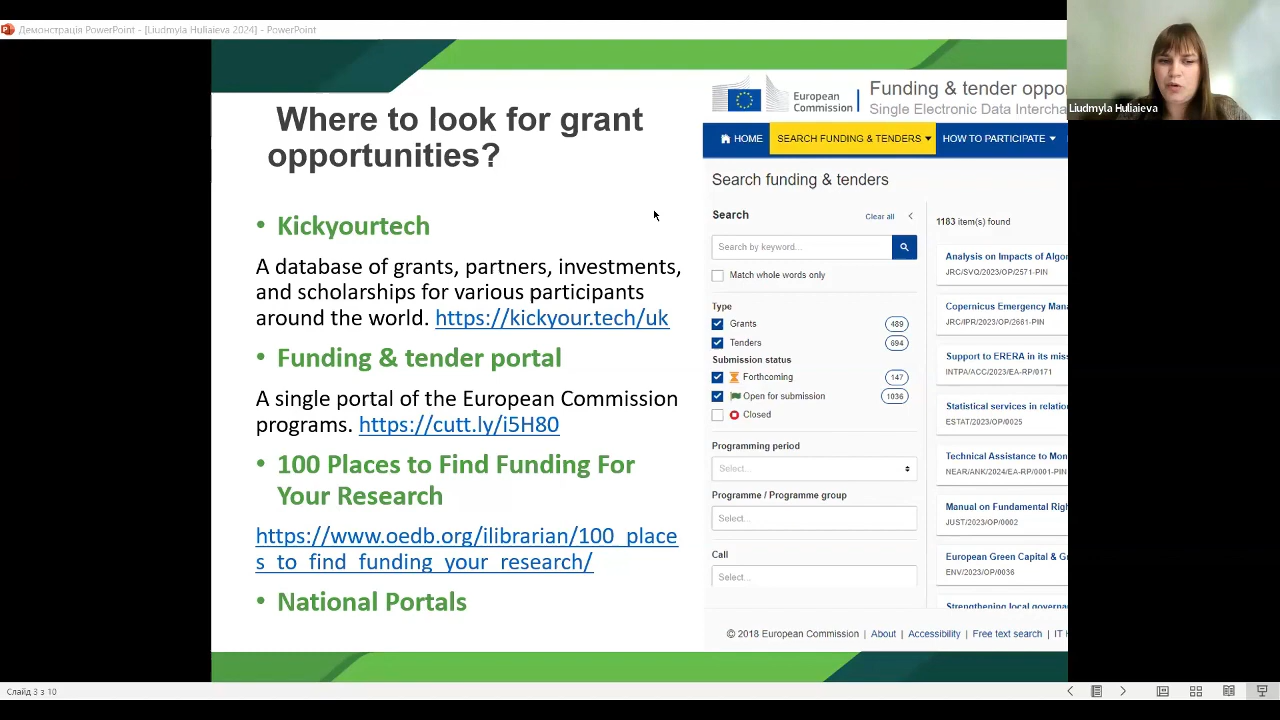 Демонстрація PowerPoint - [Liudmyla Huliaieva 2024] - PowerPoint
Liudmyla Huliaieva
Where to look for grant
opportunities?
• Kickyourtech
A database of grants, partners, investments,
and scholarships for various participants
around the world. https://kickyour.tech/uk
• Funding & tender portal
A single portal of the European Commission
programs. https://cutt.ly/i5H80
• 100 Places to Find Funding For
Your Research
https://www.oedb.org/ilibrarian/100_place
s_to_find_funding_your_research/
• National Portals
European
Commission
Funding & tender oppo
Single Electronic Data Intercha
HOME
SEARCH FUNDING & TENDERS
HOW TO PARTICIPATE
Search funding & tenders
Search
Clear all
Search by keyword...
Match whole words only
Type
Grants 489
Tenders 694
Submission status
Forthcoming 147
Open for submission 1036
Closed
Programming period
Select...
Programme / Programme group
Select...
Call
Select...
1183 item(s) found
Analysis on Impacts of Algor
JRC/SVQ/2023/OP/2571-PIN
Copernicus Emergency Mana
JRC/IPR/2023/OP/2661-PIN
Support to ERERA in its miss
INTPA/ACC/2023/EA-RP/0171
Statistical services in relatio
ESTAT/2023/OP/0025
Technical Assistance to Mon
NEAR/ANK/2024/EA-RP/0001-PIN
Manual on Fundamental Righ
JUST/2023/OP/0002
European Green Capital & G
ENV/2023/OP/0036
Strengthening local governa
© 2018 European Commission | About | Accessibility | Free text search | IT H
Слайд 3 з 10